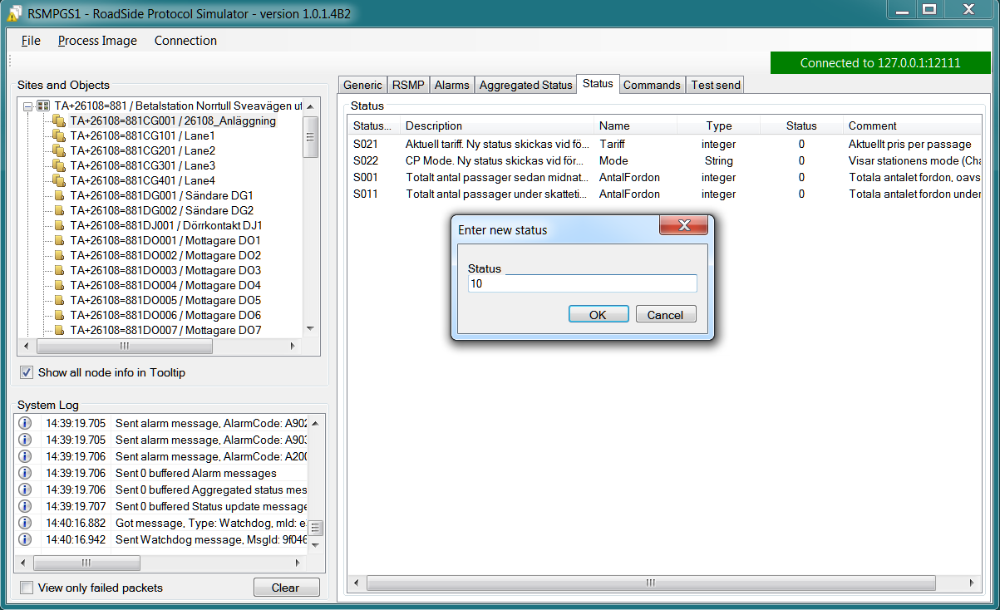 RSMPGS1 - RoadSide Protocol Simulator - version 1.0.1.4B2
File Process Image Connection
Connected to 127.0.0.1:12111
Sites and Objects
TA+26108=881 / Betalstation Norrtull Sveavägen ut
TA+26108=881CG001 / 26108_Anläggning
TA+26108=881CG101 / Lane1
TA+26108=881CG201 / Lane2
TA+26108=881CG301 / Lane3
TA+26108=881CG401 / Lane4
TA+26108=881DG001 / Sändare DG1
TA+26108=881DG002 / Sändare DG2
TA+26108=881DJ001 / Dörrkontakt DJ1
TA+26108=881DO001 / Mottagare DO1
TA+26108=881DO002 / Mottagare DO2
TA+26108=881DO003 / Mottagare DO3
TA+26108=881DO004 / Mottagare DO4
TA+26108=881DO005 / Mottagare DO5
TA+26108=881DO006 / Mottagare DO6
TA+26108=881DO007 / Mottagare DO7
Show all node info in Tooltip
System Log
14:39:19.705 Sent alarm message, AlarmCode: A902
14:39:19.705 Sent alarm message, AlarmCode: A903
14:39:19.706 Sent alarm message, AlarmCode: A200
14:39:19.706 Sent 0 buffered Alarm messages
14:39:19.706 Sent 0 buffered Aggregated status mes
14:39:19.707 Sent 0 buffered Status update message
14:40:16.882 Got message, Type: Watchdog, mId: e
14:40:16.942 Sent Watchdog message, MsgId: 9f046
View only failed packets Clear
Generic RSMP Alarms Aggregated Status Status Commands Test send
Status
Status... Description Name Type Status Comment
S021 Aktuell tariff. Ny status skickas vid fö... Tariff integer 0 Aktuellt pris per passage
S022 CP Mode. Ny status skickas vid för... Mode String 0 Visar stationens mode (Cha
S001 Totalt antal passager sedan midnat... AntalFordon integer 0 Totala antalet fordon, oavs
S011 Totalt antal passager under skatteti... AntalFordon integer 0 Totala antalet fordon under
Enter new status
Status
10
OK Cancel